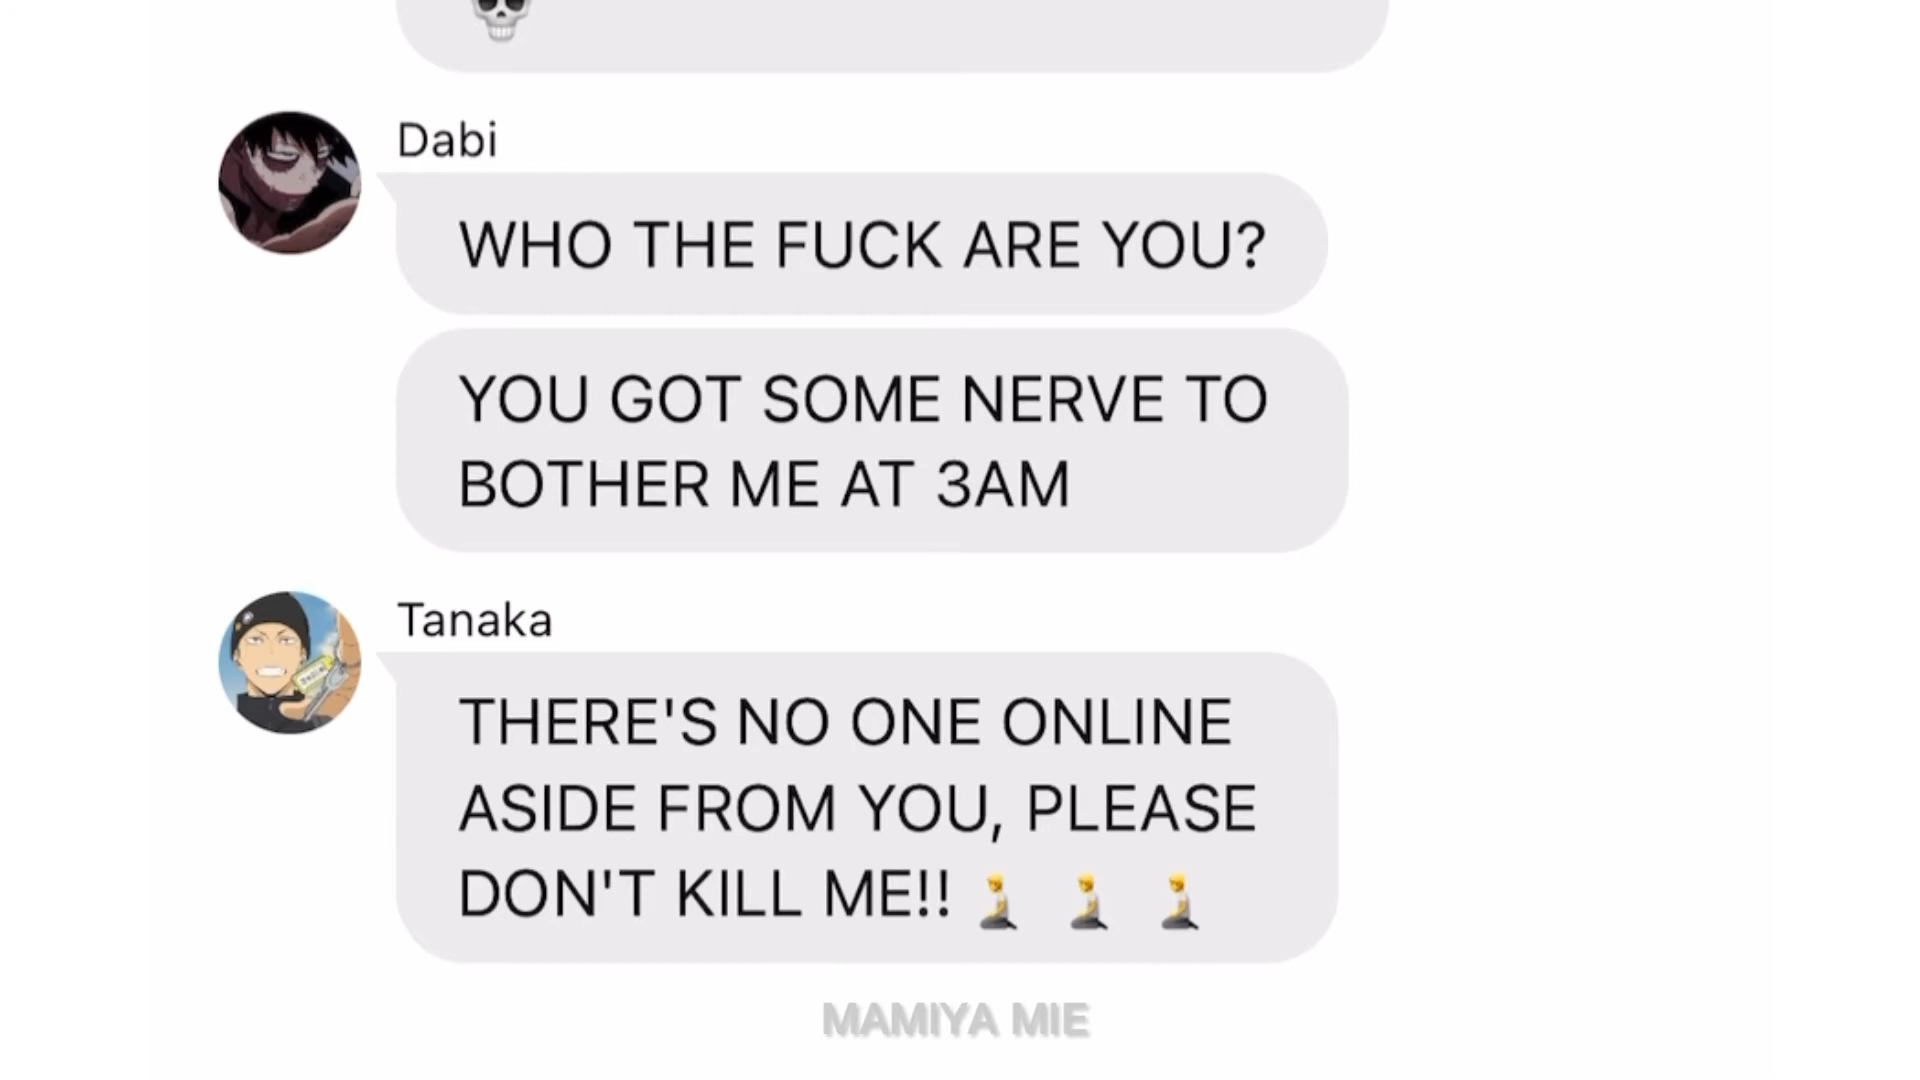 Dabi
WHO THE FUCK ARE YOU?
YOU GOT SOME NERVE TO
BOTHER ME AT 3AM
Tanaka
THERE'S NO ONE ONLINE
ASIDE FROM YOU, PLEASE
DON'T KILL ME!! 🧎 🧎 🧎
MAMIYA MIE